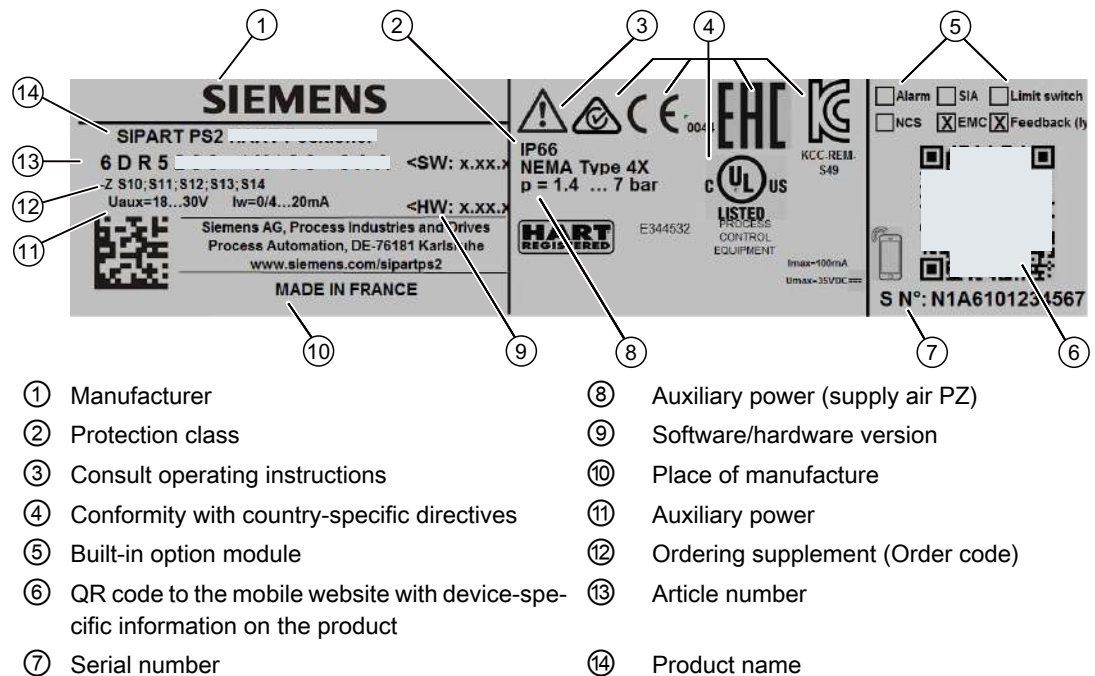 ① ② ③ ④ ⑤
⑭ SIEMENS
SIPART PS2
⑬ 6DR5 <SW: x.xx.x
⑫ -Z S10;S11;S12;S13;S14
⑪ Uaux=18...30V Iw=0/4...20mA <HW: x.xx.x
Siemens AG, Process Industries and Drives
Process Automation, DE-76181 Karlsruhe
www.siemens.com/sipartps2
MADE IN FRANCE
CE 0044 EAC KC
IP66
NEMA Type 4X
p = 1.4 ... 7 bar
KCC-REM-
S49
HART
REGISTERED
E344532
C UL US
LISTED
PROCESS
CONTROL
EQUIPMENT
Imax=100mA
Umax=35VDC
Alarm SIA Limit switch
NCS X EMC X Feedback (Iy
S N°: N1A6101234567
⑩ ⑨ ⑧ ⑦ ⑥
① Manufacturer
② Protection class
③ Consult operating instructions
④ Conformity with country-specific directives
⑤ Built-in option module
⑥ QR code to the mobile website with device-spe-
cific information on the product
⑦ Serial number
⑧ Auxiliary power (supply air PZ)
⑨ Software/hardware version
⑩ Place of manufacture
⑪ Auxiliary power
⑫ Ordering supplement (Order code)
⑬ Article number
⑭ Product name